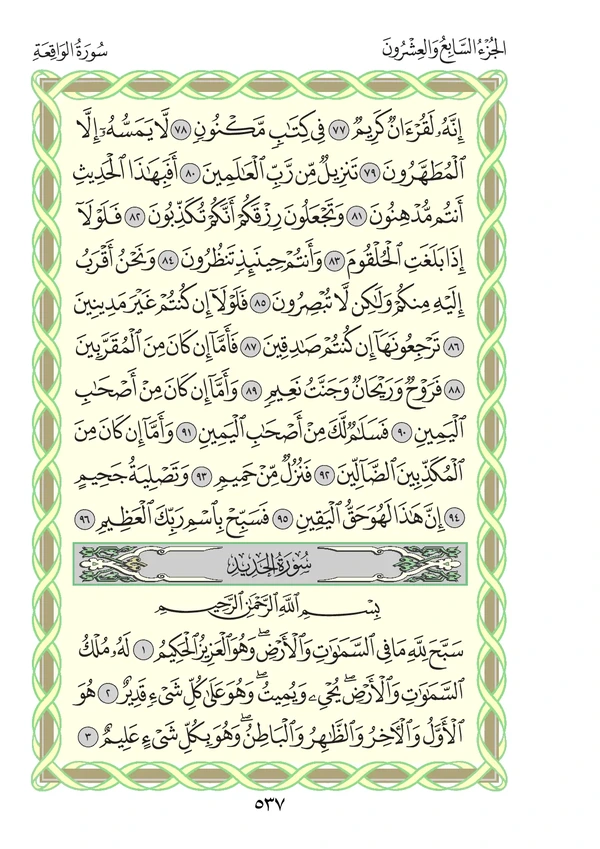 الجُزْءُ السَّابِعُ وَالعِشْرُونَ
سُورَةُ الوَاقِعَةِ
إِنَّهُۥ لَقُرْءَانٌ كَرِيمٌ ٧٧ فِى كِتَٰبٍ مَّكْنُونٍ ٧٨ لَّا يَمَسُّهُۥٓ إِلَّا
ٱلْمُطَهَّرُونَ ٧٩ تَنزِيلٌ مِّن رَّبِّ ٱلْعَٰلَمِينَ ٨٠ أَفَبِهَٰذَا ٱلْحَدِيثِ
أَنتُم مُّدْهِنُونَ ٨١ وَتَجْعَلُونَ رِزْقَكُمْ أَنَّكُمْ تُكَذِّبُونَ ٨٢ فَلَوْلَآ
إِذَا بَلَغَتِ ٱلْحُلْقُومَ ٨٣ وَأَنتُمْ حِينَئِذٍ تَنظُرُونَ ٨٤ وَنَحْنُ أَقْرَبُ
إِلَيْهِ مِنكُمْ وَلَٰكِن لَّا تُبْصِرُونَ ٨٥ فَلَوْلَآ إِن كُنتُمْ غَيْرَ مَدِينِينَ
٨٦ تَرْجِعُونَهَآ إِن كُنتُمْ صَٰدِقِينَ ٨٧ فَأَمَّآ إِن كَانَ مِنَ ٱلْمُقَرَّبِينَ
٨٨ فَرَوْحٌ وَرَيْحَانٌ وَجَنَّتُ نَعِيمٍ ٨٩ وَأَمَّآ إِن كَانَ مِنْ أَصْحَٰبِ
ٱلْيَمِينِ ٩٠ فَسَلَٰمٌ لَّكَ مِنْ أَصْحَٰبِ ٱلْيَمِينِ ٩١ وَأَمَّآ إِن كَانَ مِنَ
ٱلْمُكَذِّبِينَ ٱلضَّآلِّينَ ٩٢ فَنُزُلٌ مِّنْ حَمِيمٍ ٩٣ وَتَصْلِيَةُ جَحِيمٍ
٩٤ إِنَّ هَٰذَا لَهُوَ حَقُّ ٱلْيَقِينِ ٩٥ فَسَبِّحْ بِٱسْمِ رَبِّكَ ٱلْعَظِيمِ ٩٦
سُورَةُ الحَدِيدِ
بِسْمِ ٱللَّهِ ٱلرَّحْمَٰنِ ٱلرَّحِيمِ
سَبَّحَ لِلَّهِ مَا فِى ٱلسَّمَٰوَٰتِ وَٱلْأَرْضِ ۖ وَهُوَ ٱلْعَزِيزُ ٱلْحَكِيمُ ١ لَهُۥ مُلْكُ
ٱلسَّمَٰوَٰتِ وَٱلْأَرْضِ ۖ يُحْىِۦ وَيُمِيتُ ۖ وَهُوَ عَلَىٰ كُلِّ شَىْءٍ قَدِيرٌ ٢ هُوَ
ٱلْأَوَّلُ وَٱلْءَاخِرُ وَٱلظَّٰهِرُ وَٱلْبَاطِنُ ۖ وَهُوَ بِكُلِّ شَىْءٍ عَلِيمٌ ٣
٥٣٧